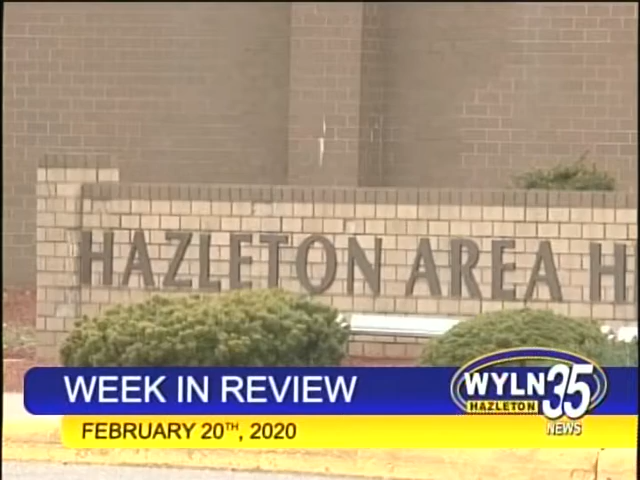 HAZLETON AREA H
WEEK IN REVIEW
FEBRUARY 20TH, 2020
WYLN 35
HAZLETON
NEWS